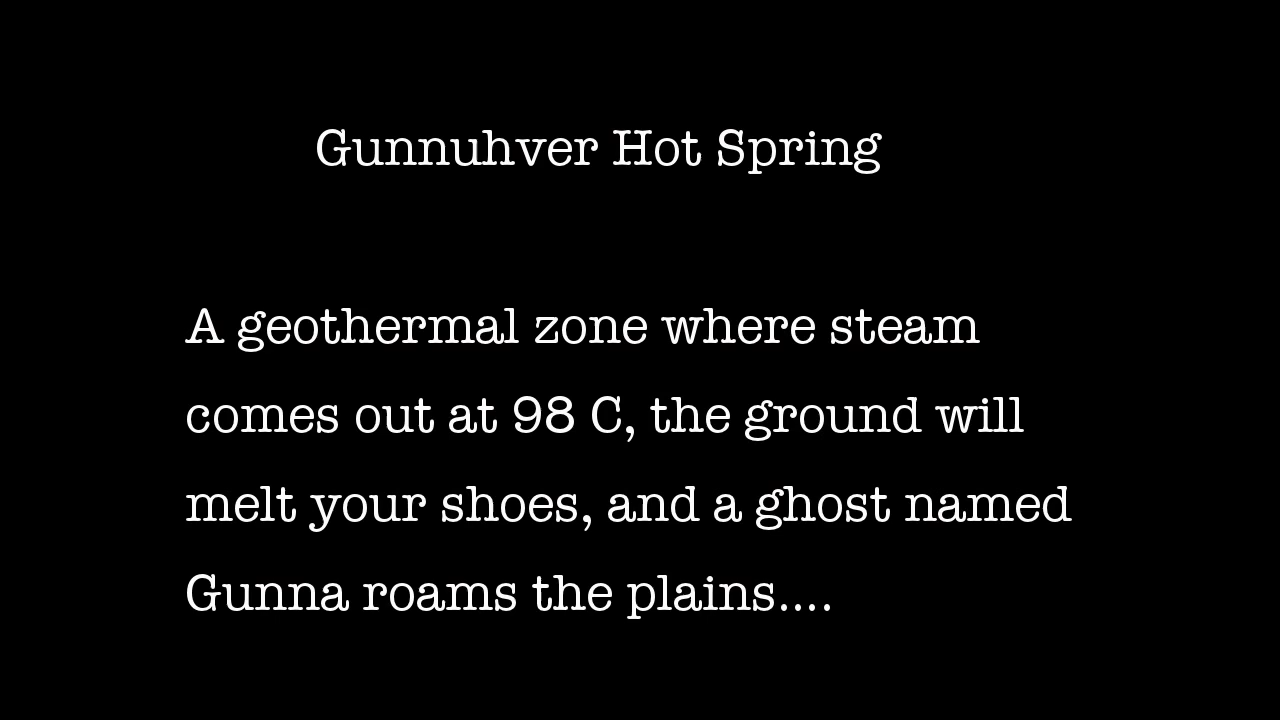 Gunnuhver Hot Spring
A geothermal zone where steam
comes out at 98 C, the ground will
melt your shoes, and a ghost named
Gunna roams the plains....